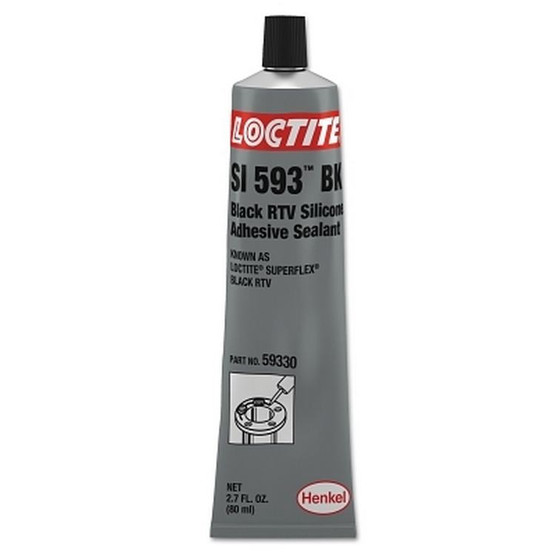 LOCTITE
SI 593™ BK
Black RTV Silicone
Adhesive Sealant
KNOWN AS
LOCTITE® SUPERFLEX®
BLACK RTV
PART NO. 59330
NET
2.7 FL. OZ.
(80 ml)
Henkel